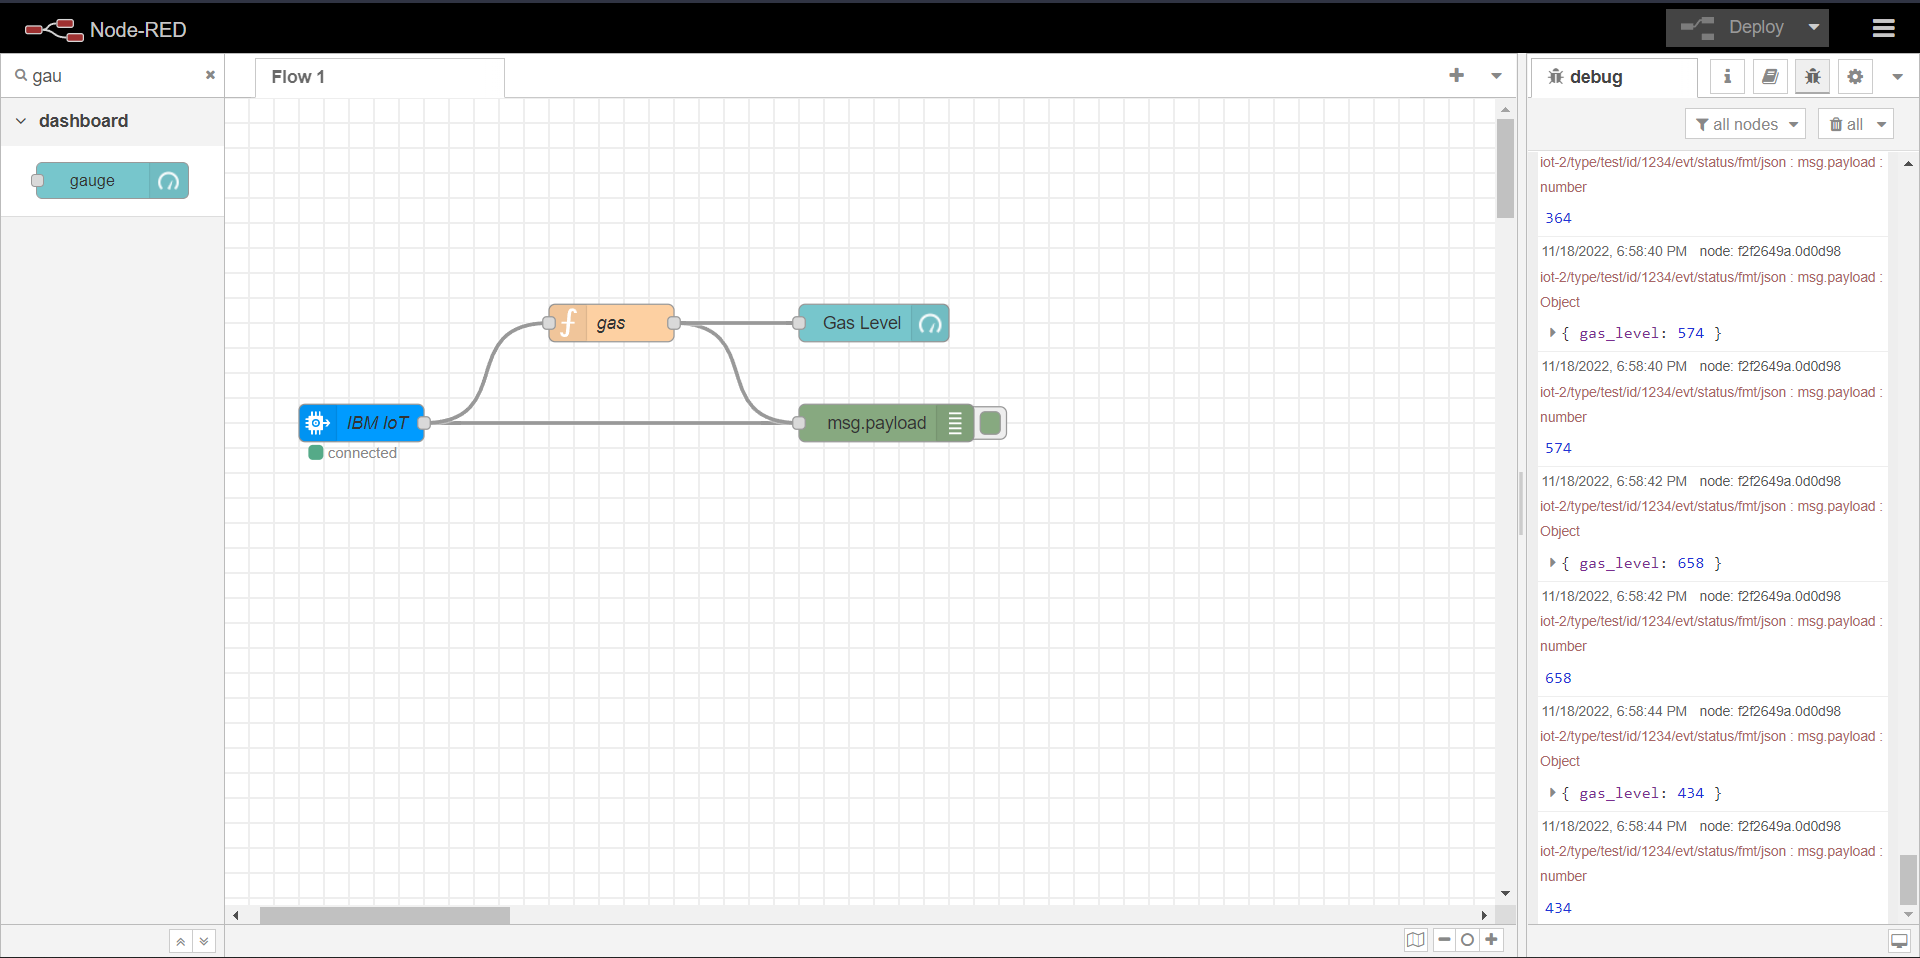 Node-RED
Deploy
gau
Flow 1
debug
dashboard
gauge
all nodes
all
gas
Gas Level
IBM IoT
msg.payload
connected
iot-2/type/test/id/1234/evt/status/fmt/json : msg.payload :
number
364
11/18/2022, 6:58:40 PM node: f2f2649a.0d0d98
iot-2/type/test/id/1234/evt/status/fmt/json : msg.payload :
Object
{ gas_level: 574 }
11/18/2022, 6:58:40 PM node: f2f2649a.0d0d98
iot-2/type/test/id/1234/evt/status/fmt/json : msg.payload :
number
574
11/18/2022, 6:58:42 PM node: f2f2649a.0d0d98
iot-2/type/test/id/1234/evt/status/fmt/json : msg.payload :
Object
{ gas_level: 658 }
11/18/2022, 6:58:42 PM node: f2f2649a.0d0d98
iot-2/type/test/id/1234/evt/status/fmt/json : msg.payload :
number
658
11/18/2022, 6:58:44 PM node: f2f2649a.0d0d98
iot-2/type/test/id/1234/evt/status/fmt/json : msg.payload :
Object
{ gas_level: 434 }
11/18/2022, 6:58:44 PM node: f2f2649a.0d0d98
iot-2/type/test/id/1234/evt/status/fmt/json : msg.payload :
number
434